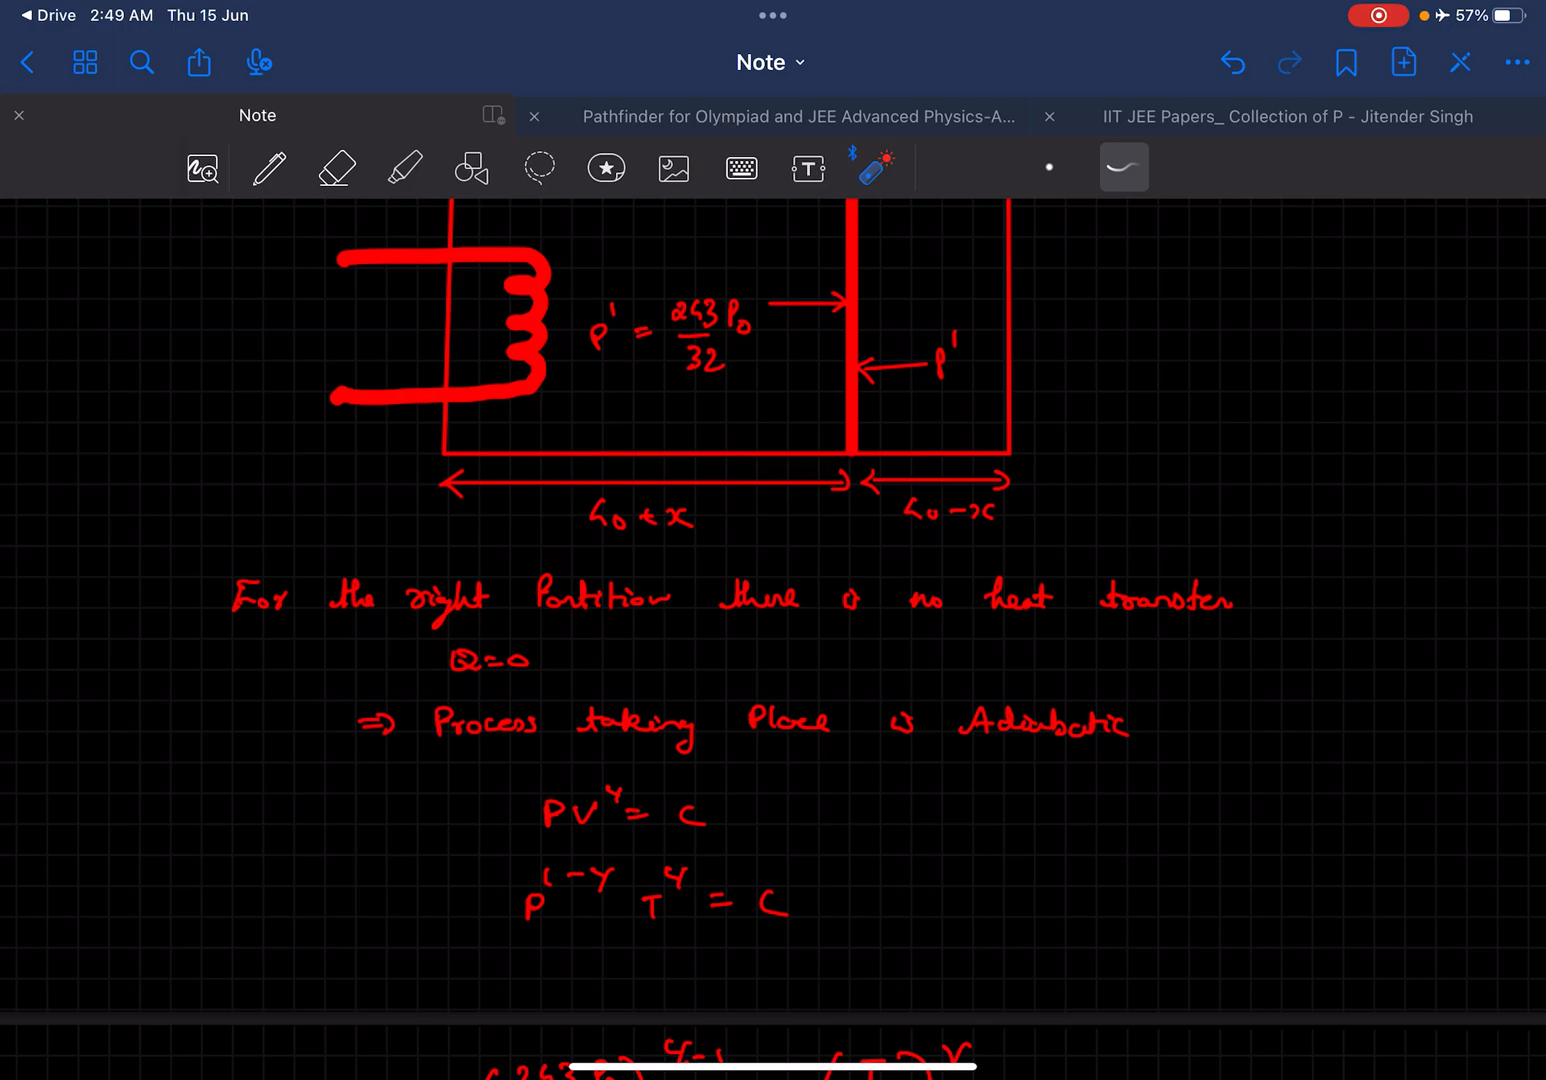 Drive 2:49 AM Thu 15 Jun
57%
Note
Note
Pathfinder for Olympiad and JEE Advanced Physics-A...
IIT JEE Papers_ Collection of P - Jitender Singh
T
P' = 243 P₀ / 32
P'
L₀ + x
L₀ - x
For the right Partition there is no heat transfer
Q=0
⇒ Process taking Place is Adiabatic
PV^γ = C
P^(1-γ) T^γ = C